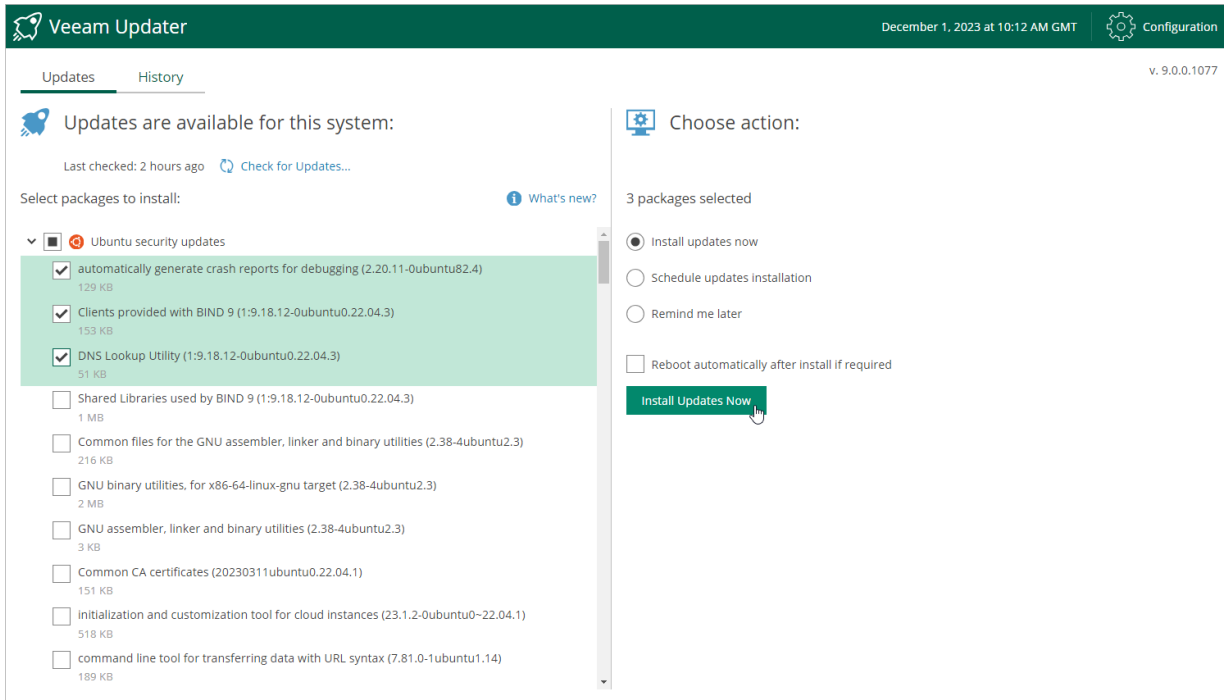 Veeam Updater
December 1, 2023 at 10:12 AM GMT
Configuration
Updates
History
v. 9.0.0.1077
Updates are available for this system:
Last checked: 2 hours ago
Check for Updates...
Select packages to install:
What's new?
Ubuntu security updates
automatically generate crash reports for debugging (2.20.11-0ubuntu82.4)
129 KB
Clients provided with BIND 9 (1:9.18.12-0ubuntu0.22.04.3)
153 KB
DNS Lookup Utility (1:9.18.12-0ubuntu0.22.04.3)
51 KB
Shared Libraries used by BIND 9 (1:9.18.12-0ubuntu0.22.04.3)
1 MB
Common files for the GNU assembler, linker and binary utilities (2.38-4ubuntu2.3)
216 KB
GNU binary utilities, for x86-64-linux-gnu target (2.38-4ubuntu2.3)
2 MB
GNU assembler, linker and binary utilities (2.38-4ubuntu2.3)
3 KB
Common CA certificates (20230311ubuntu0.22.04.1)
151 KB
initialization and customization tool for cloud instances (23.1.2-0ubuntu0~22.04.1)
518 KB
command line tool for transferring data with URL syntax (7.81.0-1ubuntu1.14)
189 KB
Choose action:
3 packages selected
Install updates now
Schedule updates installation
Remind me later
Reboot automatically after install if required
Install Updates Now